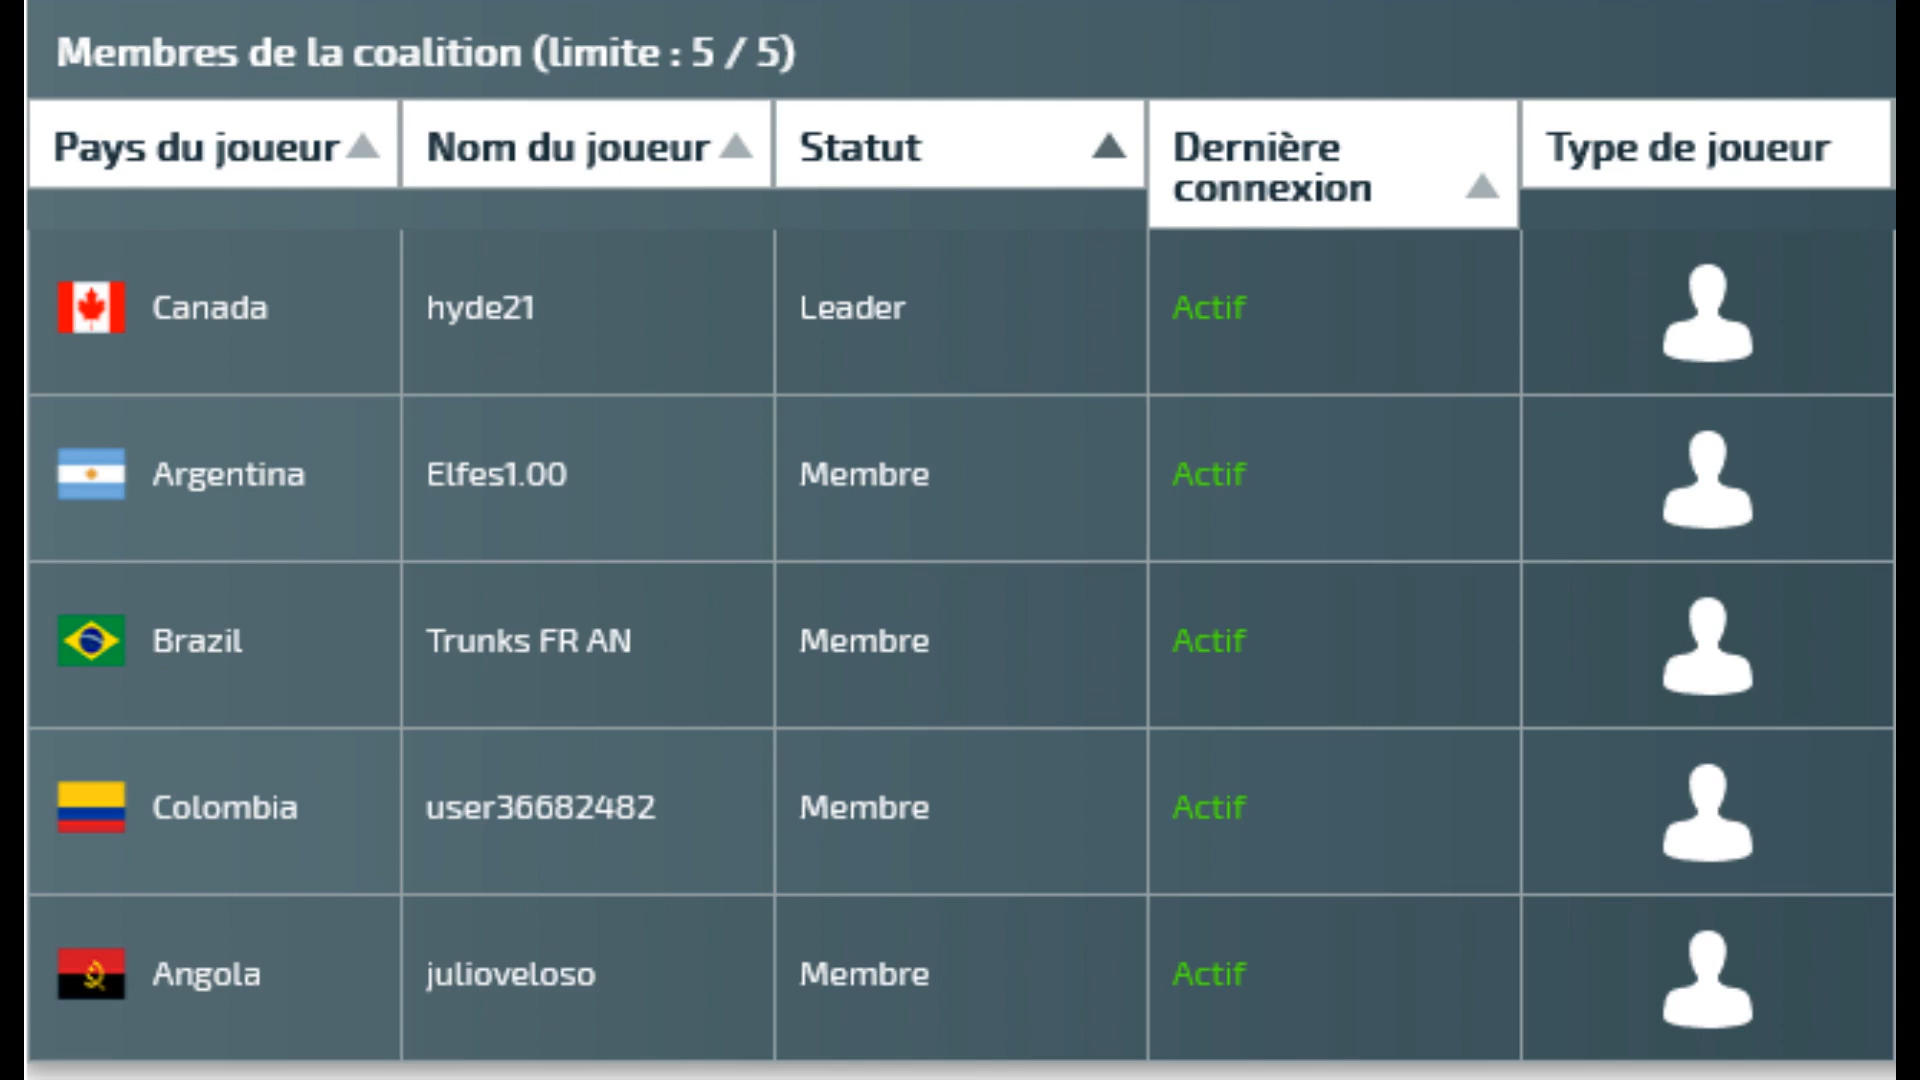 Membres de la coalition (limite : 5 / 5)
Pays du joueur Nom du joueur Statut Dernière connexion Type de joueur
Canada hyde21 Leader Actif
Argentina Elfes1.00 Membre Actif
Brazil Trunks FR AN Membre Actif
Colombia user36682482 Membre Actif
Angola julioveloso Membre Actif